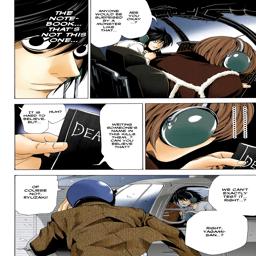 ARE
YOU
OKAY
ANYONE
WOULD BE
SURPRISED
BY A
MONSTER
LIKE
THAT
THE
NOTE-
BOOK...
THAT'S
NOT THIS
ONE...
WRITING
SOMEONE'S
NAME IN
THIS KILLS
THEM...?
CAN YOU
BELIEVE
THAT?
HUH?
IT IS
HARD TO
BELIEVE,
BUT...
DEA
DEA
WE CAN'T
EXACTLY
TEST IT,
RIGHT...?
RIGHT,
YAGAMI-
SAN...?
OF
COURSE
NOT,
RYUZAKI!